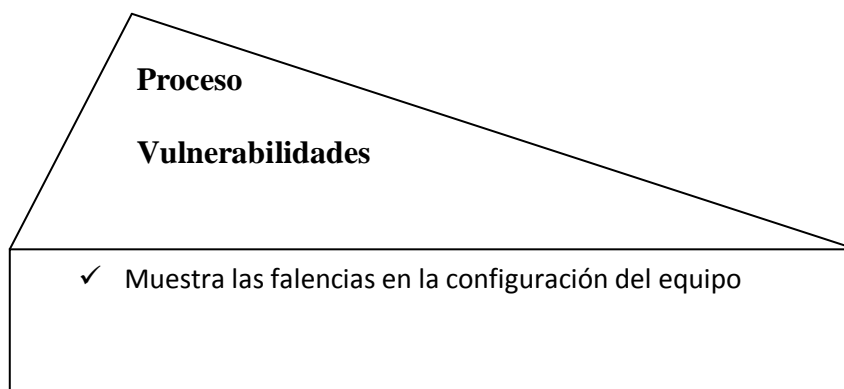 Proceso
Vulnerabilidades
✓ Muestra las falencias en la configuración del equipo